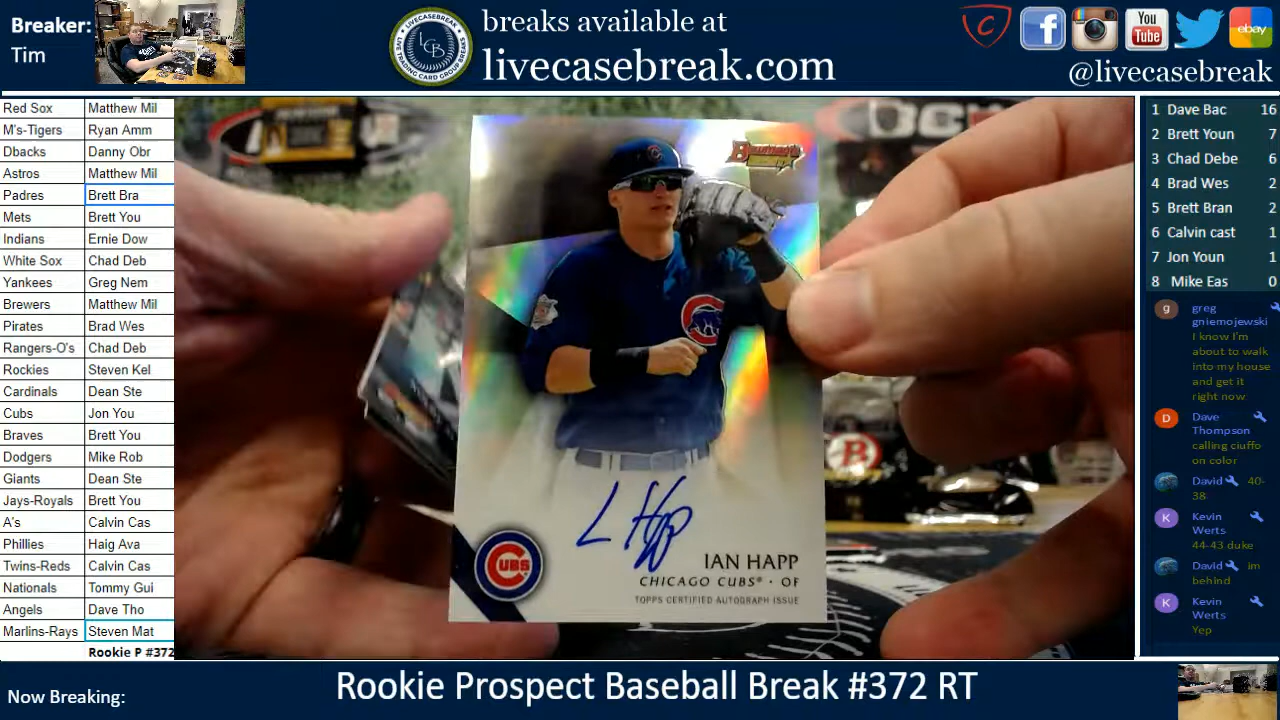 Breaker:
Tim
LIVECASEBREAK
LCB
breaks available at
livecasebreak.com
You
Tube
ebay
@livecasebreak
Red Sox Matthew Mil
M's-Tigers Ryan Amm
Dbacks Danny Obr
Astros Matthew Mil
Padres Brett Bra
Mets Brett You
Indians Ernie Dow
White Sox Chad Deb
Yankees Greg Nem
Brewers Matthew Mil
Pirates Brad Wes
Rangers-O's Chad Deb
Rockies Steven Kel
Cardinals Dean Ste
Cubs Jon You
Braves Brett You
Dodgers Mike Rob
Giants Dean Ste
Jays-Royals Brett You
A's Calvin Cas
Phillies Haig Ava
Twins-Reds Calvin Cas
Nationals Tommy Gui
Angels Dave Tho
Marlins-Rays Steven Mat
Rookie P #372
Bowman's
CUBS
IAN HAPP
CHICAGO CUBS® · OF
TOPPS CERTIFIED AUTOGRAPH ISSUE
1 Dave Bac 16
2 Brett Youn 7
3 Chad Debe 6
4 Brad Wes 2
5 Brett Bran 2
6 Calvin cast 1
7 Jon Youn 1
8 Mike Eas 0
g greg
gniemojewski
I know I'm
about to walk
into my house
and get it
right now
D Dave
Thompson
calling ciuffo
on color
David 40-
38
K Kevin
Werts
44-43 duke
David im
behind
K Kevin
Werts
Yep
Now Breaking:
Rookie Prospect Baseball Break #372 RT